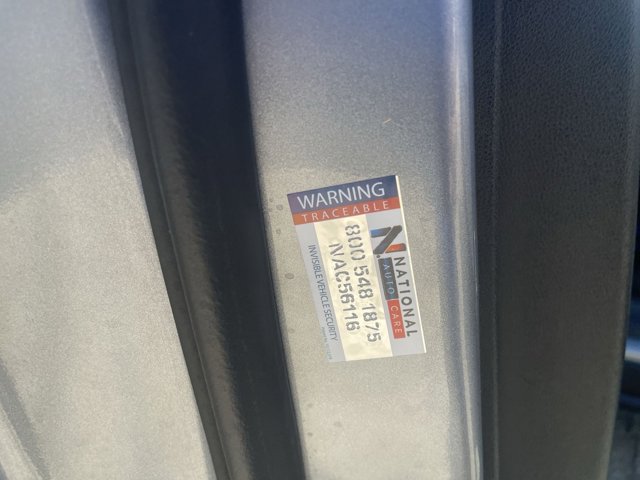 WARNING
TRACEABLE
N NATIONAL
AUTO CARE
800 548 1875
NAC56116
INVISIBLE VEHICLE SECURITY